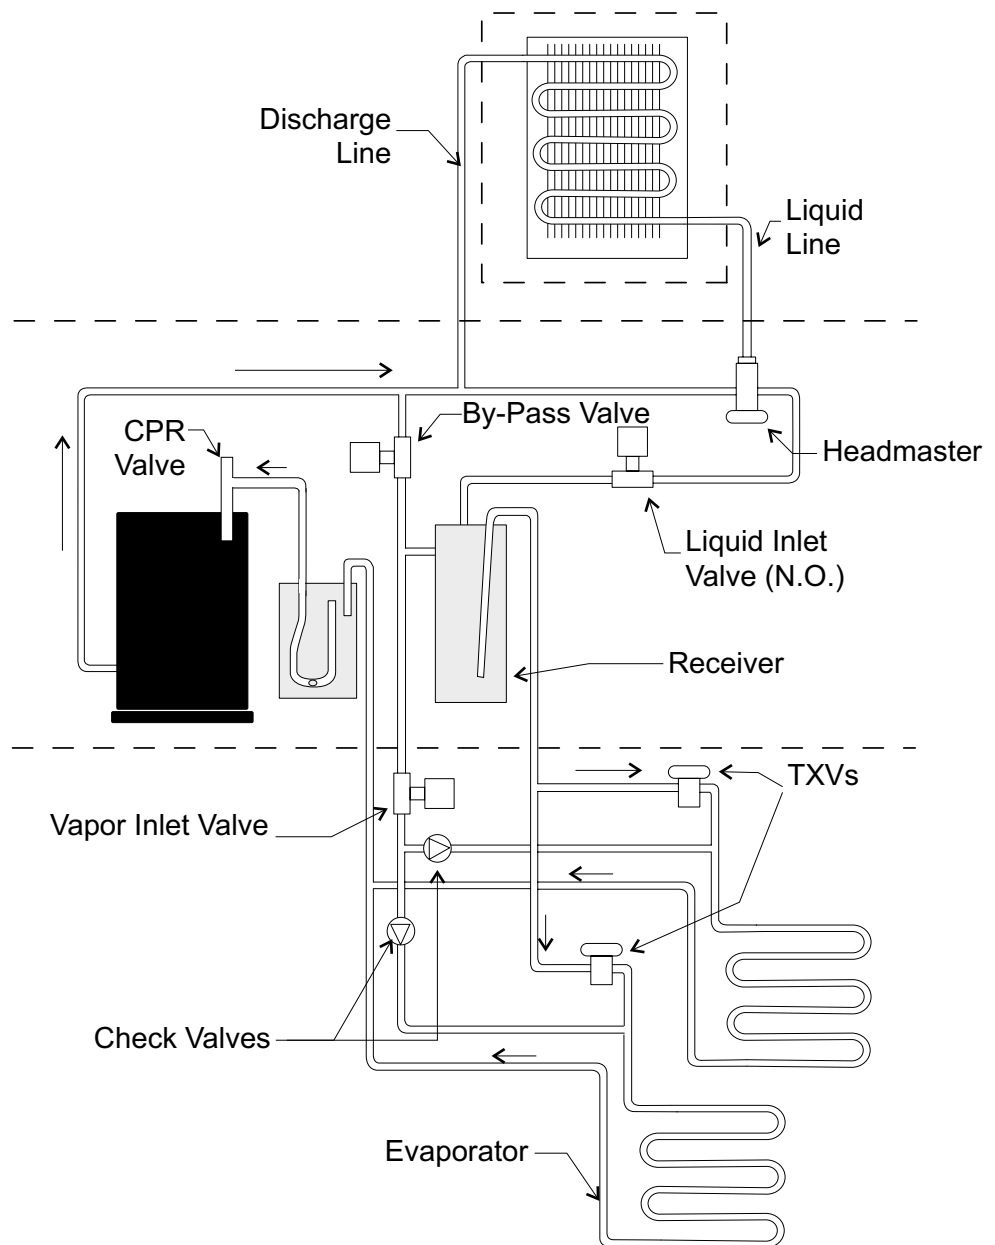 Discharge
Line
Liquid
Line
CPR
Valve
By-Pass Valve
Headmaster
Liquid Inlet
Valve (N.O.)
Receiver
TXVs
Vapor Inlet Valve
Check Valves
Evaporator